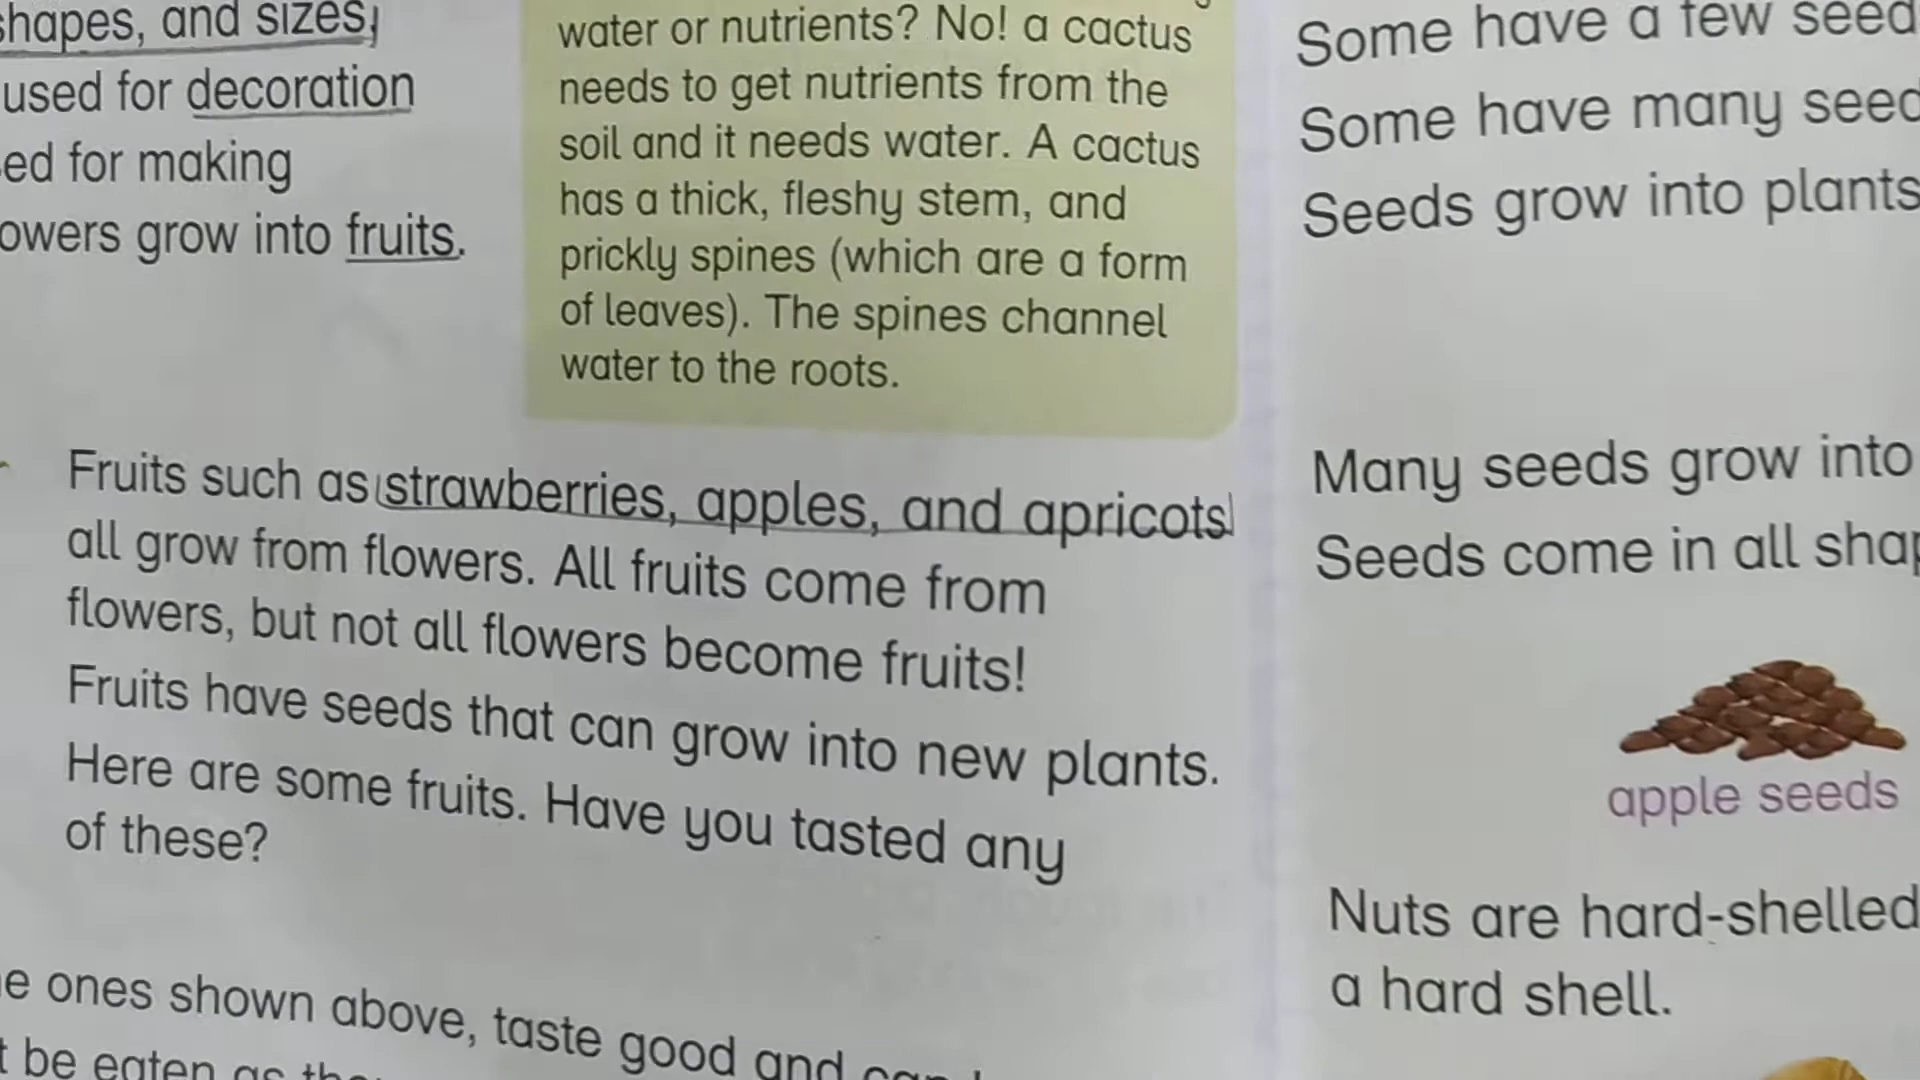 shapes, and sizes,
used for decoration
ed for making
owers grow into fruits.
water or nutrients? No! a cactus
needs to get nutrients from the
soil and it needs water. A cactus
has a thick, fleshy stem, and
prickly spines (which are a form
of leaves). The spines channel
water to the roots.
Fruits such as strawberries, apples, and apricots
all grow from flowers. All fruits come from
flowers, but not all flowers become fruits!
Fruits have seeds that can grow into new plants.
Here are some fruits. Have you tasted any
of these?
e ones shown above, taste good and can
t be eaten as
Some have a few seed
Some have many seed
Seeds grow into plants
Many seeds grow into
Seeds come in all shap
apple seeds
Nuts are hard-shelled
a hard shell.